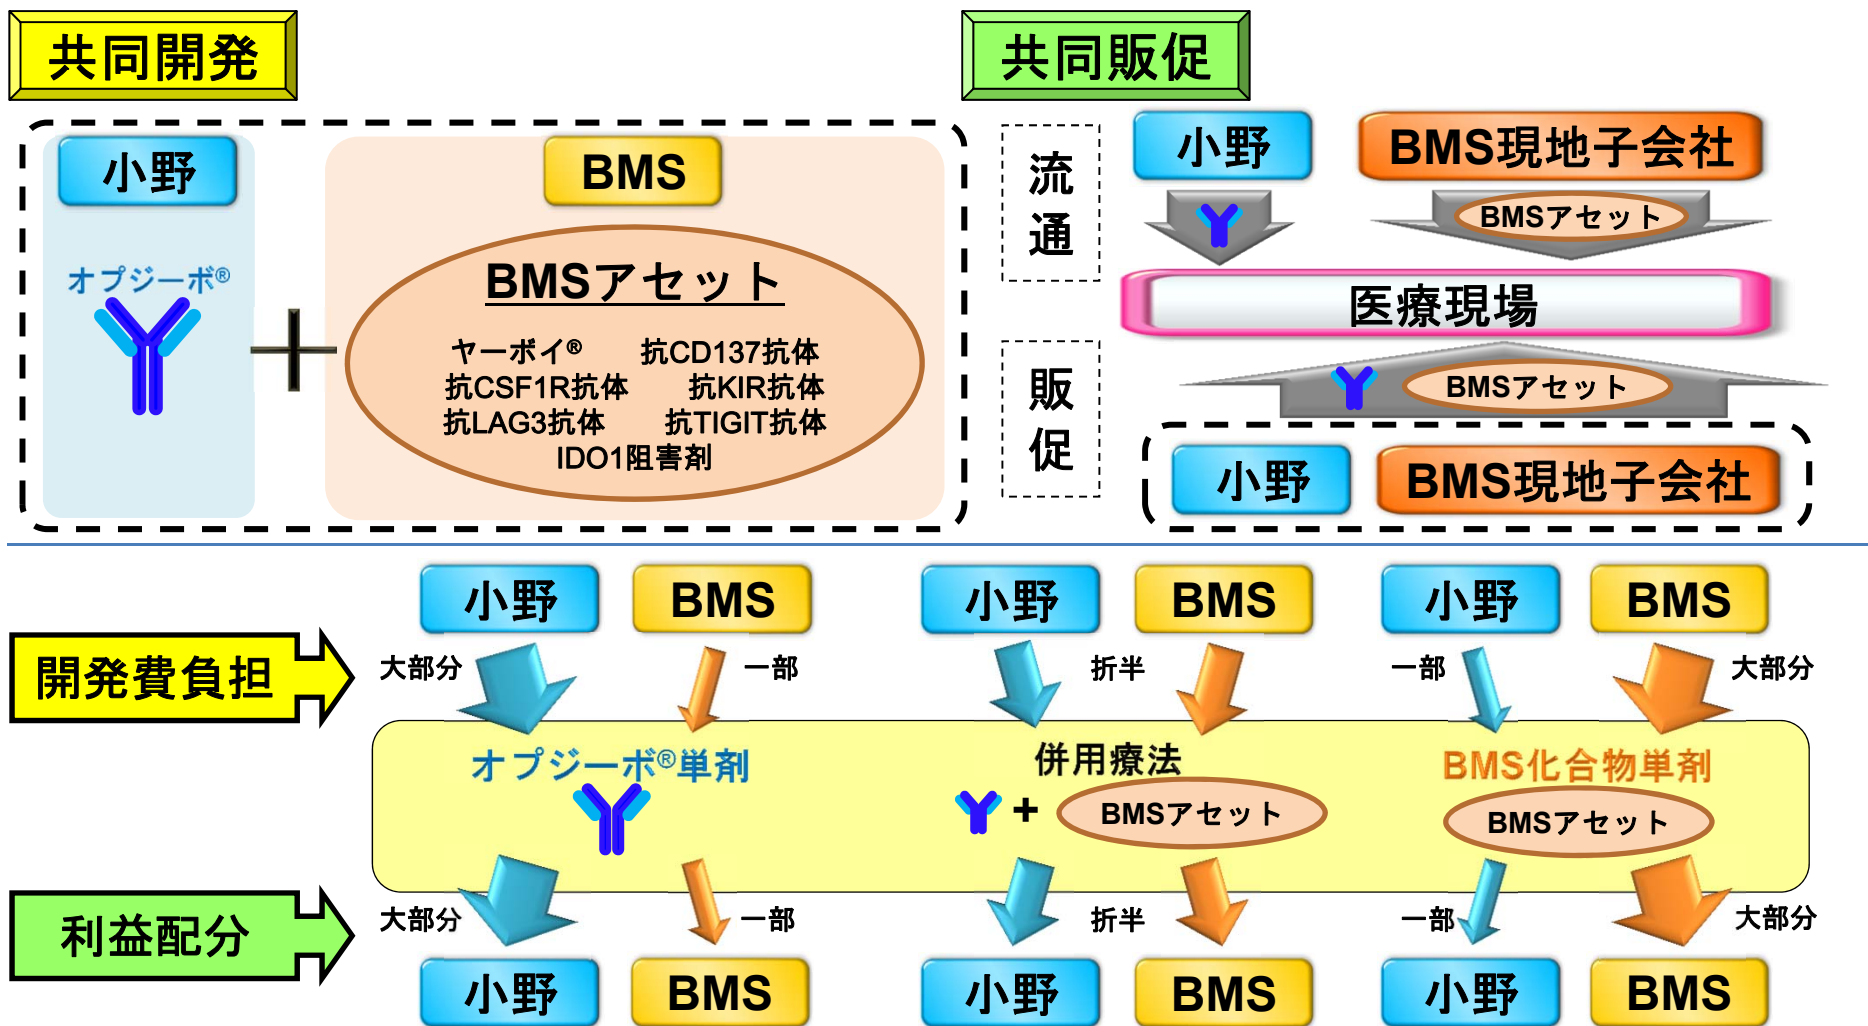 共同開発
小野
オプジーボ®
+
BMS
BMSアセット
ヤーボイ® 抗CD137抗体
抗CSF1R抗体 抗KIR抗体
抗LAG3抗体 抗TIGIT抗体
IDO1阻害剤
共同販促
流通
小野 BMS現地子会社
BMSアセット
医療現場
販促
BMSアセット
小野 BMS現地子会社
小野 BMS 小野 BMS 小野 BMS
開発費負担
大部分 一部 折半 一部 大部分
オプジーボ®単剤 併用療法 BMS化合物単剤
+ BMSアセット BMSアセット
利益配分
大部分 一部 折半 一部 大部分
小野 BMS 小野 BMS 小野 BMS